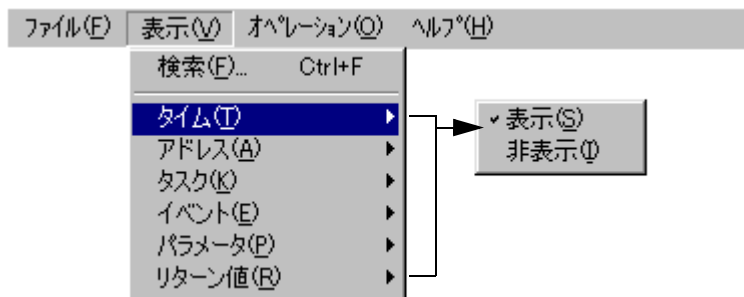 ﾌｧｲﾙ(F) 表示(V) ｵﾍﾟﾚｰｼｮﾝ(O) ﾍﾙﾌﾟ(H)
検索(F)... Ctrl+F
タイム(T)
アドレス(A)
タスク(K)
イベント(E)
パラメータ(P)
リターン値(R)
表示(S)
非表示(I)